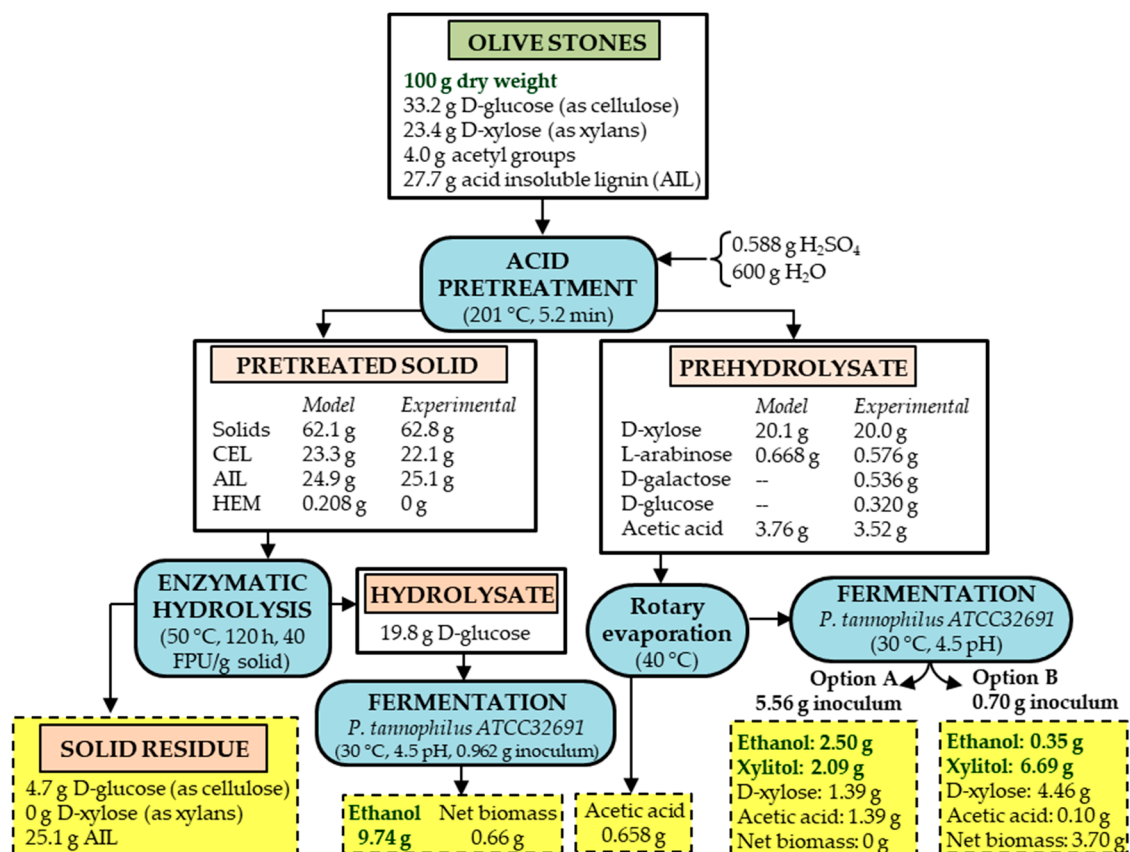 OLIVE STONES
100 g dry weight
33.2 g D-glucose (as cellulose)
23.4 g D-xylose (as xylans)
4.0 g acetyl groups
27.7 g acid insoluble lignin (AIL)
ACID
PRETREATMENT
(201 °C, 5.2 min)
0.588 g H₂SO₄
600 g H₂O
PRETREATED SOLID
Model Experimental
Solids 62.1 g 62.8 g
CEL 23.3 g 22.1 g
AIL 24.9 g 25.1 g
HEM 0.208 g 0 g
PREHYDROLYSATE
Model Experimental
D-xylose 20.1 g 20.0 g
L-arabinose 0.668 g 0.576 g
D-galactose -- 0.536 g
D-glucose -- 0.320 g
Acetic acid 3.76 g 3.52 g
ENZYMATIC
HYDROLYSIS
(50 °C, 120 h, 40
FPU/g solid)
HYDROLYSATE
19.8 g D-glucose
Rotary
evaporation
(40 °C)
FERMENTATION
P. tannophilus ATCC32691
(30 °C, 4.5 pH)
Option A
5.56 g inoculum
Option B
0.70 g inoculum
FERMENTATION
P. tannophilus ATCC32691
(30 °C, 4.5 pH, 0.962 g inoculum)
SOLID RESIDUE
4.7 g D-glucose (as cellulose)
0 g D-xylose (as xylans)
25.1 g AIL
Ethanol Net biomass
9.74 g 0.66 g
Acetic acid
0.658 g
Ethanol: 2.50 g
Xylitol: 2.09 g
D-xylose: 1.39 g
Acetic acid: 1.39 g
Net biomass: 0 g
Ethanol: 0.35 g
Xylitol: 6.69 g
D-xylose: 4.46 g
Acetic acid: 0.10 g
Net biomass: 3.70 g